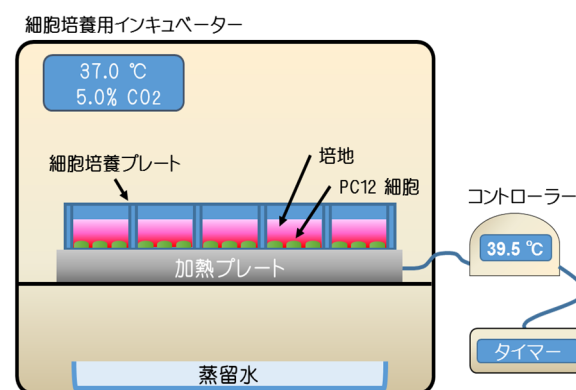 細胞培養用インキュベーター
37.0 ℃
5.0% CO2
細胞培養プレート
培地
PC12 細胞
コントローラー
39.5 ℃
加熱プレート
タイマー
蒸留水